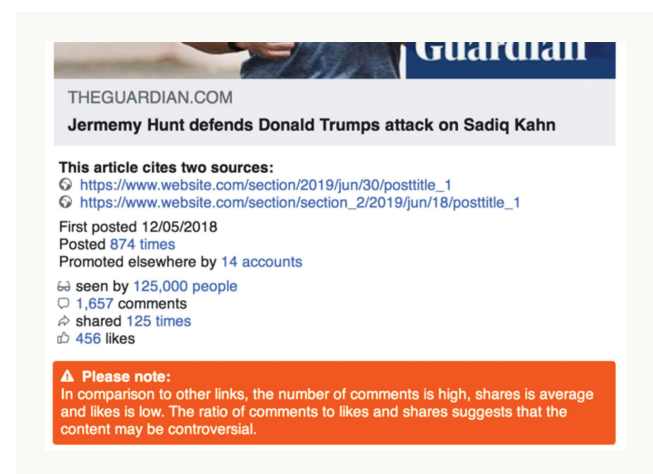 Guardian
THEGUARDIAN.COM
Jermemy Hunt defends Donald Trumps attack on Sadiq Kahn
This article cites two sources:
https://www.website.com/section/2019/jun/30/posttitle_1
https://www.website.com/section/section_2/2019/jun/18/posttitle_1
First posted 12/05/2018
Posted 874 times
Promoted elsewhere by 14 accounts
seen by 125,000 people
1,657 comments
shared 125 times
456 likes
Please note:
In comparison to other links, the number of comments is high, shares is average
and likes is low. The ratio of comments to likes and shares suggests that the
content may be controversial.